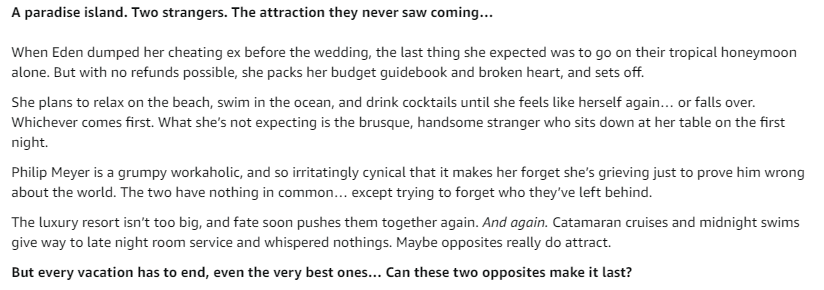 A paradise island. Two strangers. The attraction they never saw coming…
When Eden dumped her cheating ex before the wedding, the last thing she expected was to go on their tropical honeymoon
alone. But with no refunds possible, she packs her budget guidebook and broken heart, and sets off.
She plans to relax on the beach, swim in the ocean, and drink cocktails until she feels like herself again… or falls over.
Whichever comes first. What she’s not expecting is the brusque, handsome stranger who sits down at her table on the first
night.
Philip Meyer is a grumpy workaholic, and so irritatingly cynical that it makes her forget she’s grieving just to prove him wrong
about the world. The two have nothing in common… except trying to forget who they’ve left behind.
The luxury resort isn’t too big, and fate soon pushes them together again. And again. Catamaran cruises and midnight swims
give way to late night room service and whispered nothings. Maybe opposites really do attract.
But every vacation has to end, even the very best ones… Can these two opposites make it last?